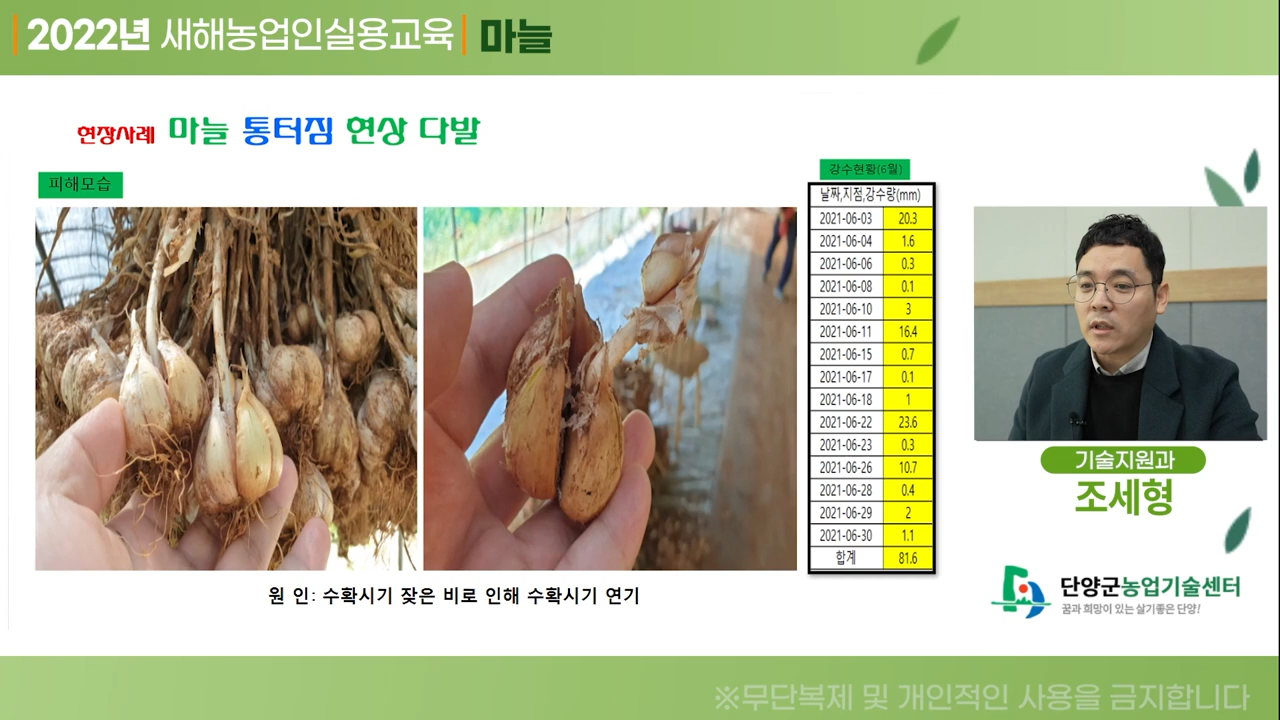 2022년 새해농업인실용교육 마늘
현장사례 마늘 통터짐 현상 다발
피해모습
강수현황(6월)
날짜,지점,강수량(mm)
2021-06-03 20.3
2021-06-04 1.6
2021-06-06 0.3
2021-06-08 0.1
2021-06-10 3
2021-06-11 16.4
2021-06-15 0.7
2021-06-17 0.1
2021-06-18 1
2021-06-22 23.6
2021-06-23 0.3
2021-06-26 10.7
2021-06-28 0.4
2021-06-29 2
2021-06-30 1.1
합계 81.6
원 인: 수확시기 잦은 비로 인해 수확시기 연기
기술지원과
조세형
단양군농업기술센터
꿈과 희망이 있는 살기좋은 단양!
※무단복제 및 개인적인 사용을 금지합니다